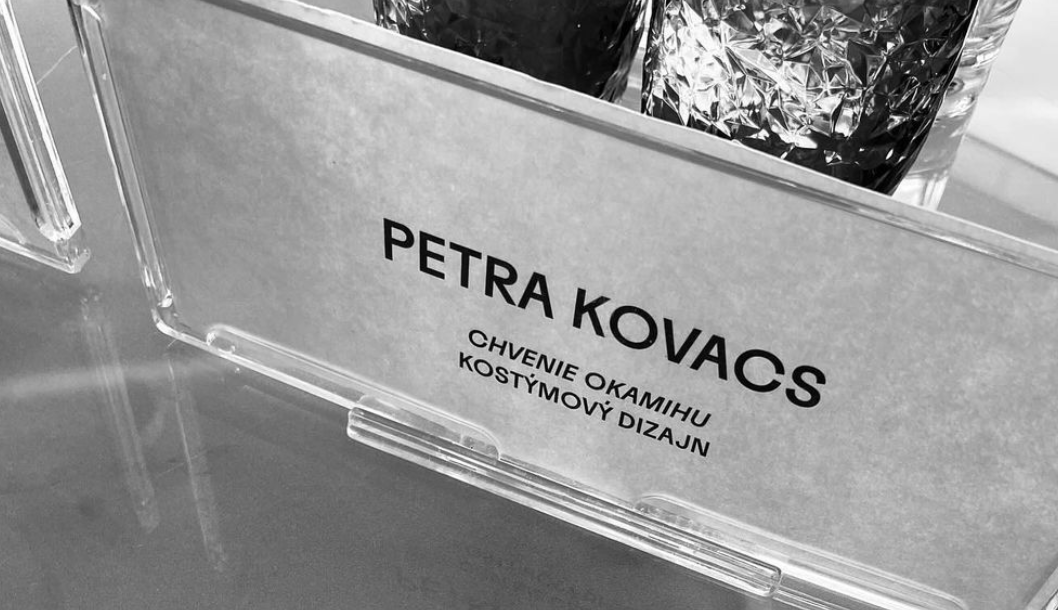 PETRA KOVACS
CHVENIE OKAMIHU
KOSTÝMOVÝ DIZAJN